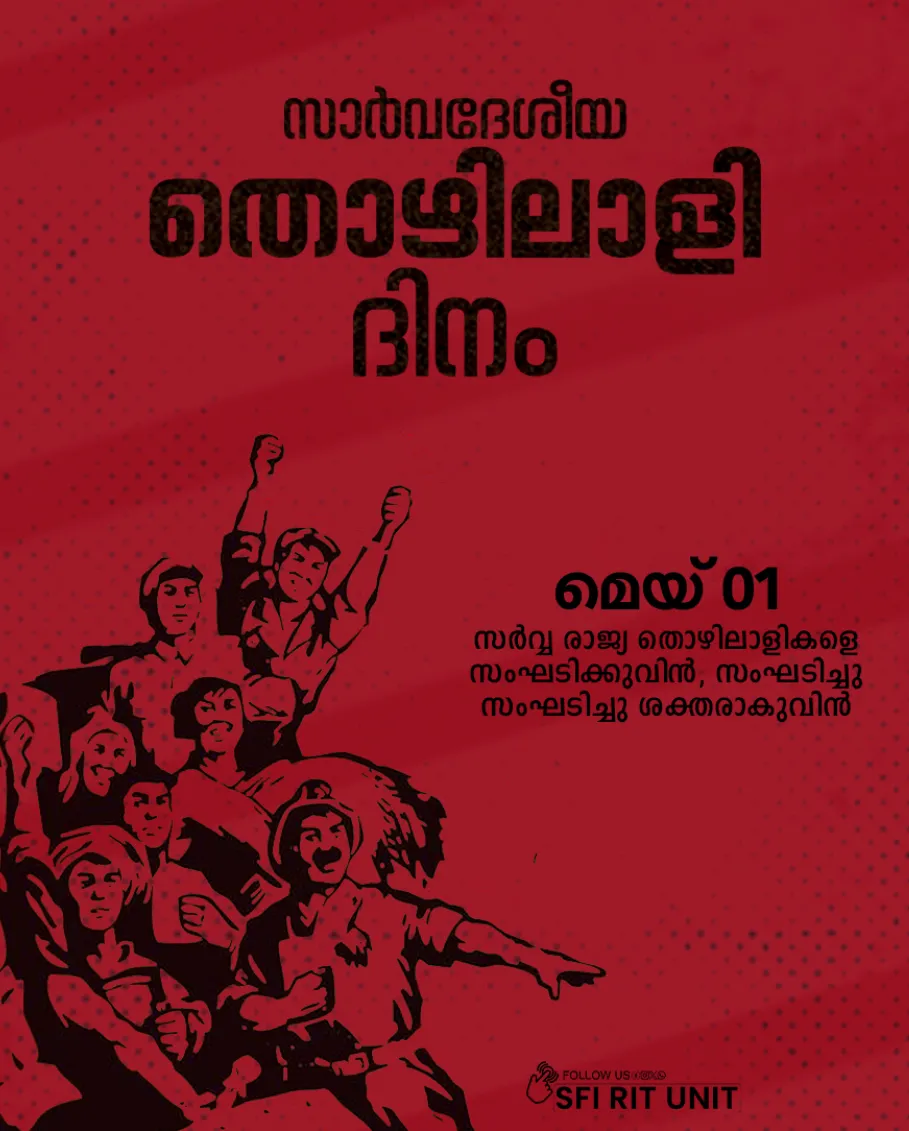 സാർവദേശീയ
തൊഴിലാളി
ദിനം
മെയ് 01
സർവ്വ രാജ്യ തൊഴിലാളികളെ
സംഘടിക്കുവിൻ, സംഘടിച്ചു
സംഘടിച്ചു ശക്തരാകുവിൻ
FOLLOW US
SFI RIT UNIT